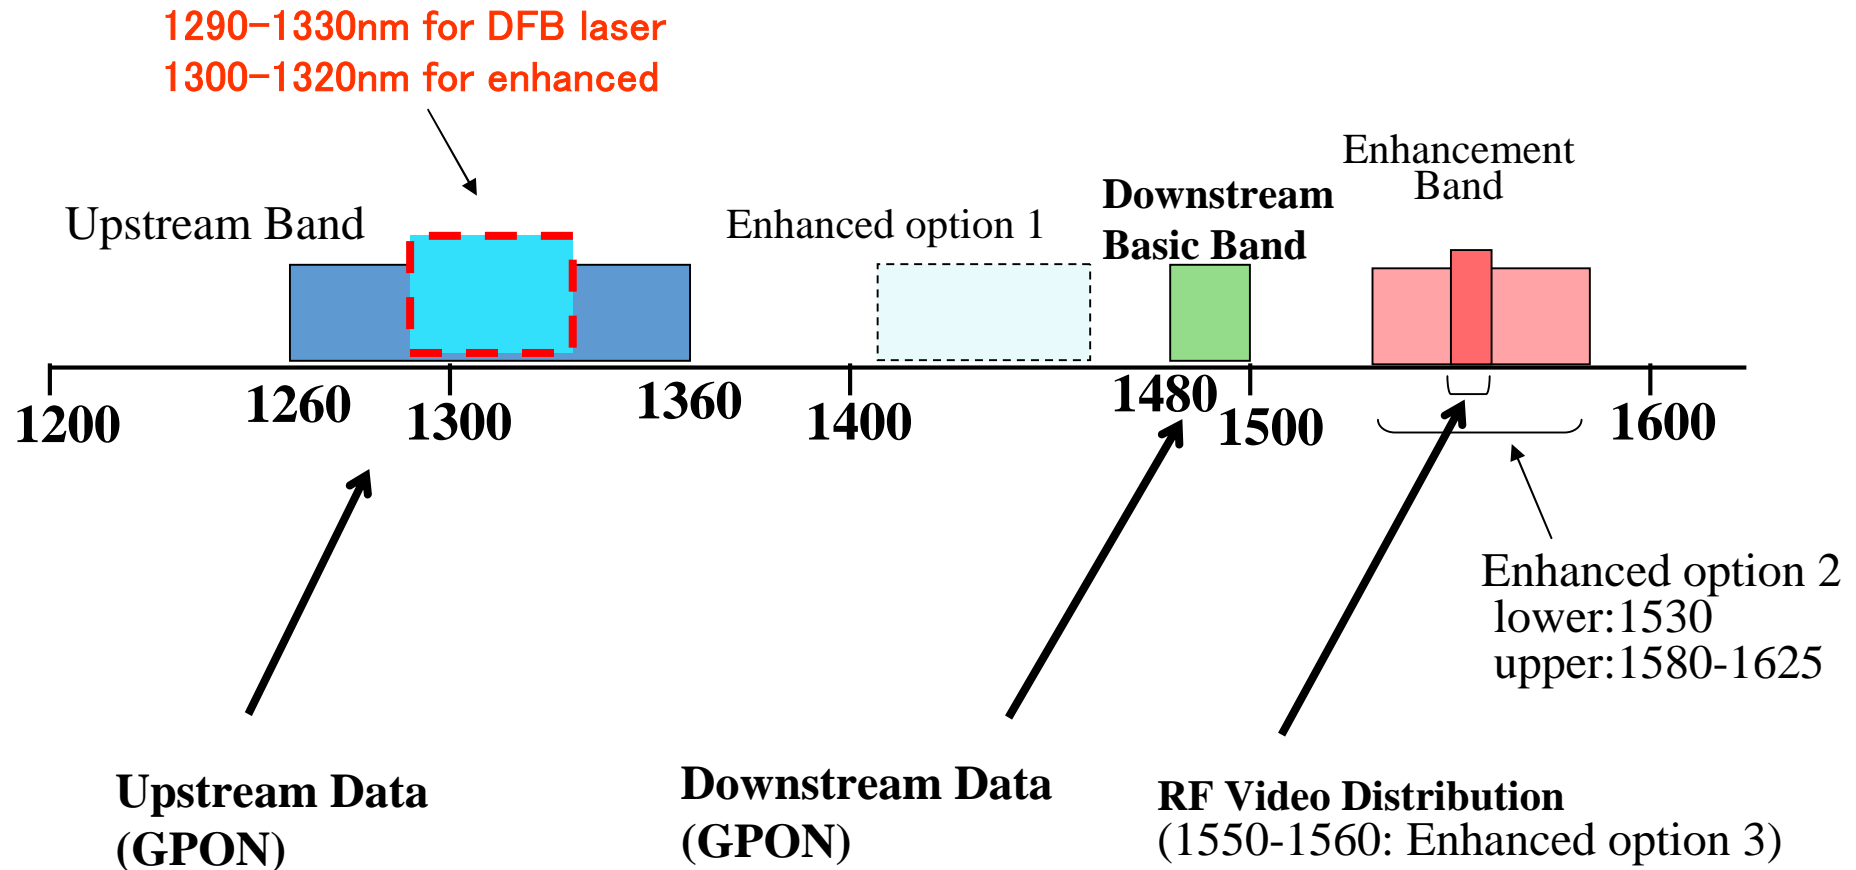 1290-1330nm for DFB laser
1300-1320nm for enhanced
Upstream Band
Enhanced option 1
Downstream
Basic Band
Enhancement
Band
1200
1260
1300
1360
1400
1480
1500
1600
Enhanced option 2
lower:1530
upper:1580-1625
Upstream Data
(GPON)
Downstream Data
(GPON)
RF Video Distribution
(1550-1560: Enhanced option 3)